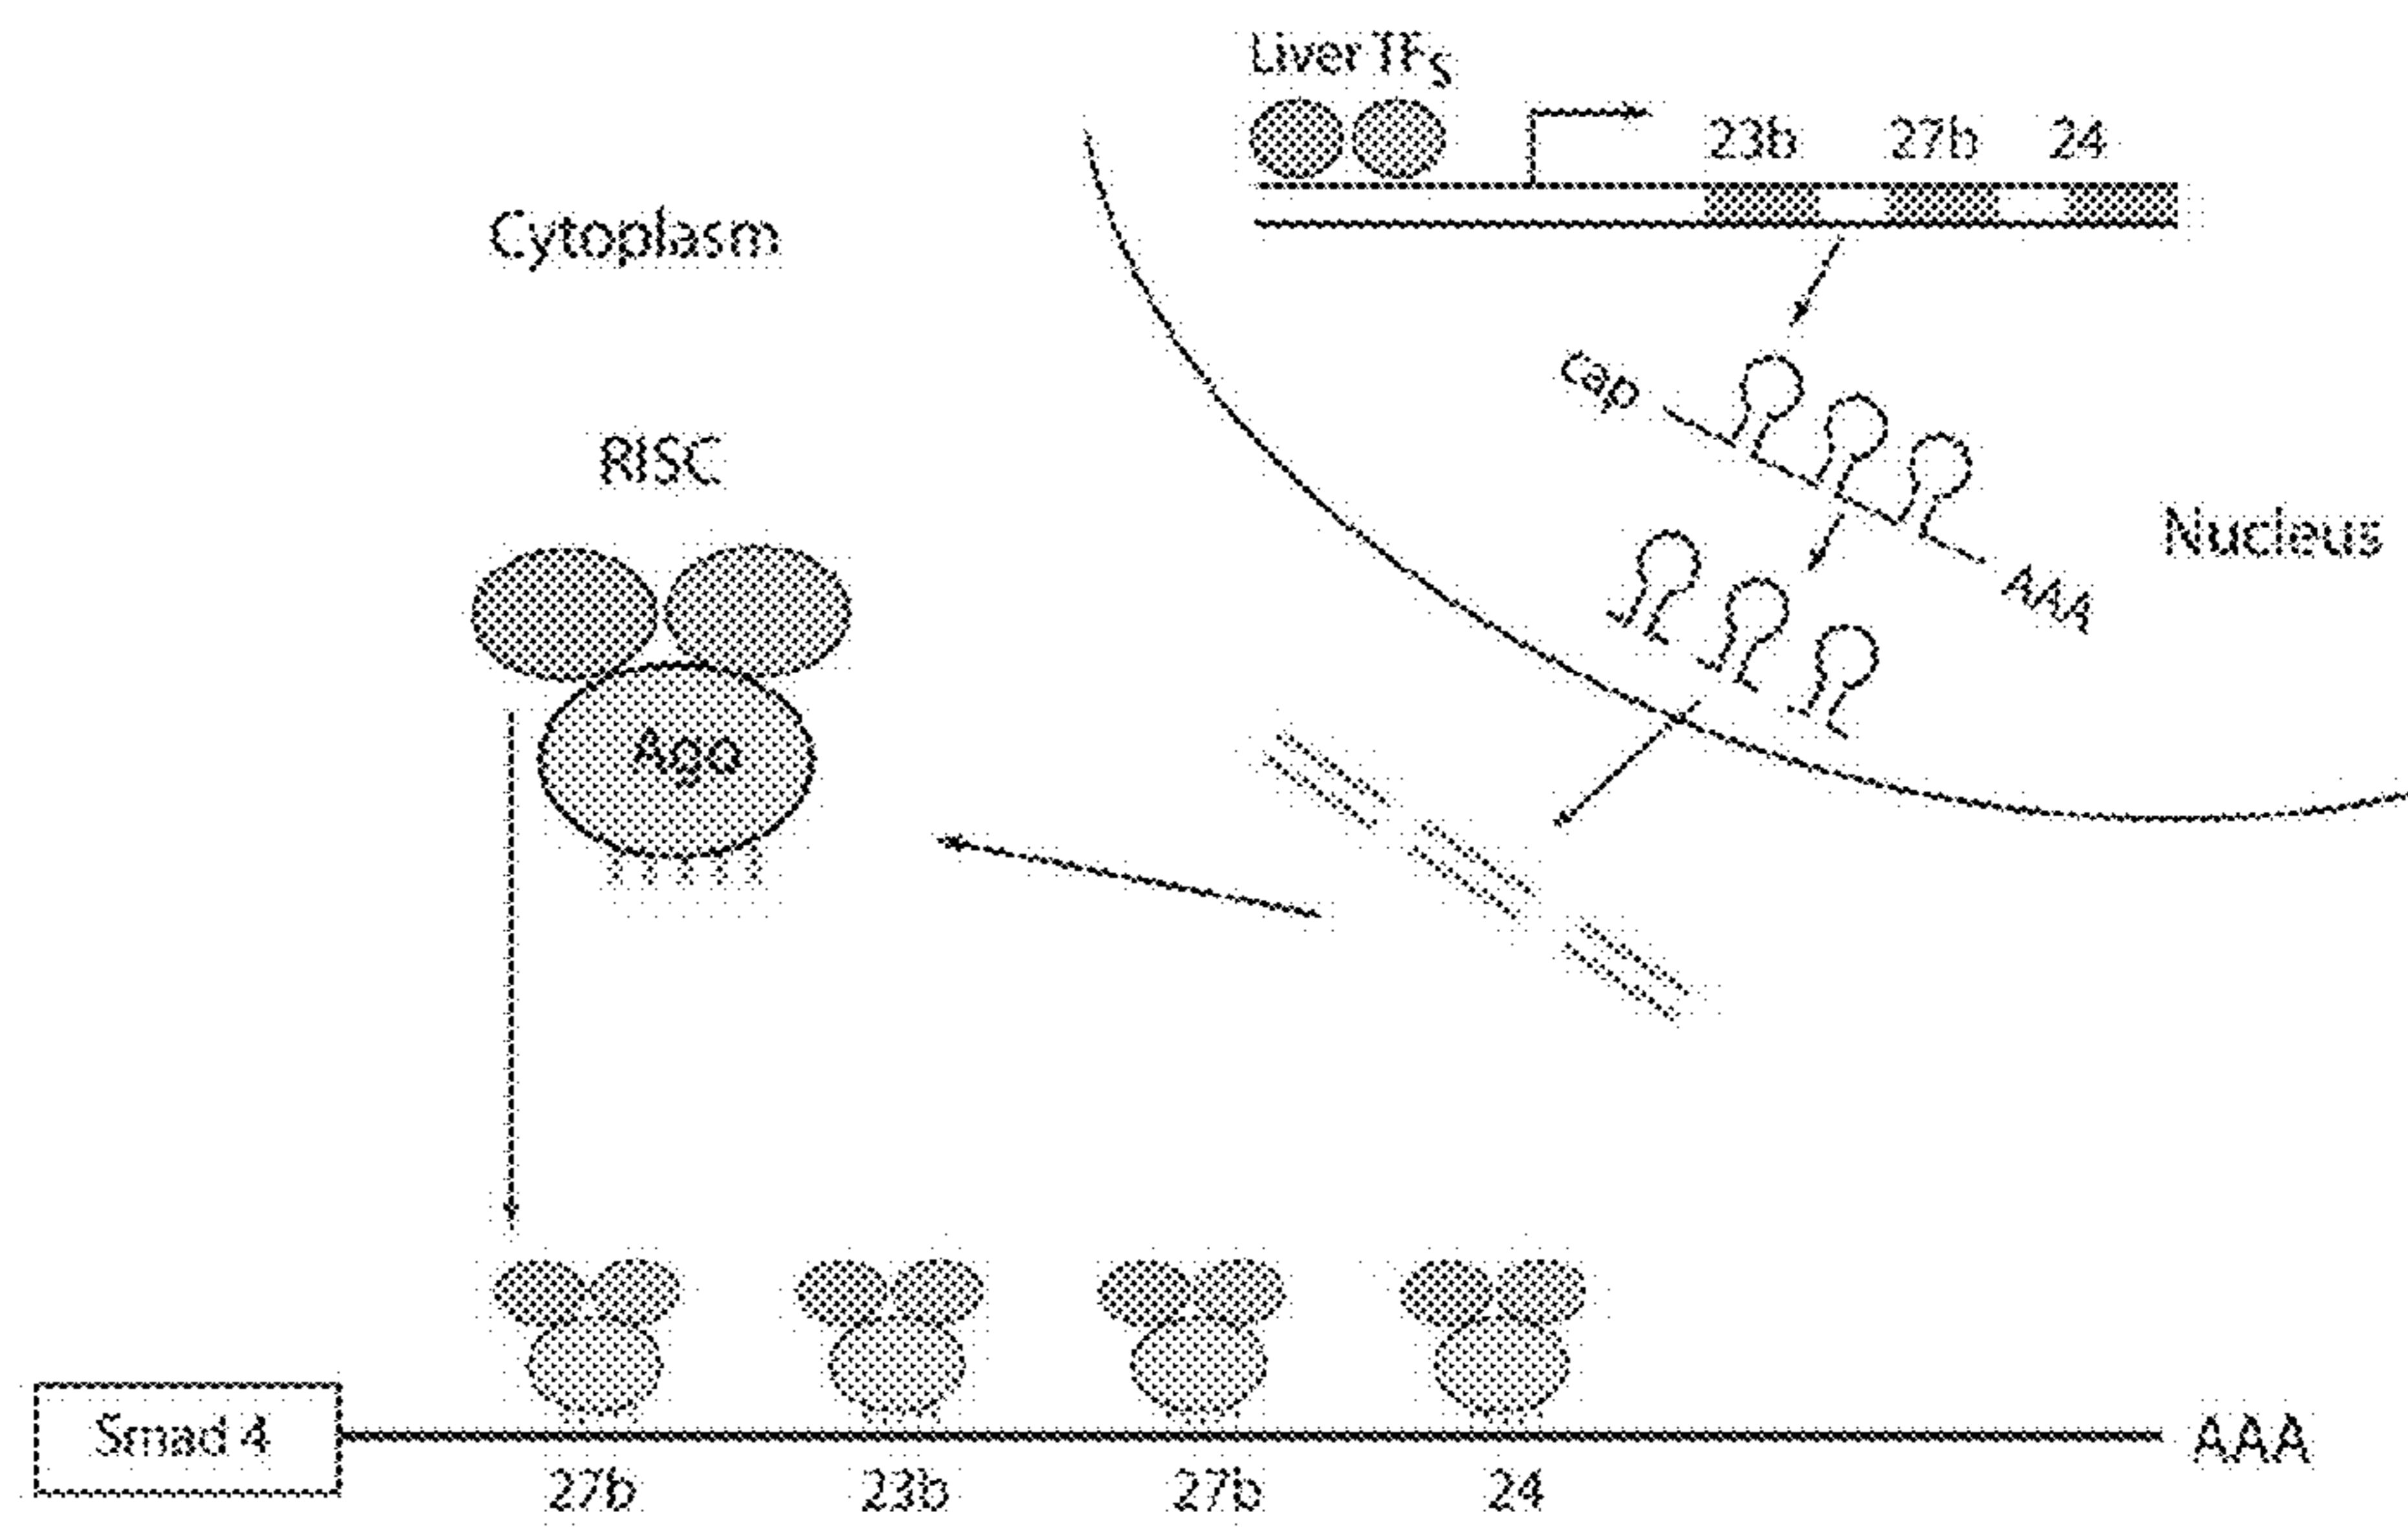 Liver TFs
23b 27b 24
Cytoplasm
cap
RISC
Nucleus
AAA
Ago
Smad 4
AAA
27b 23b 27b 24